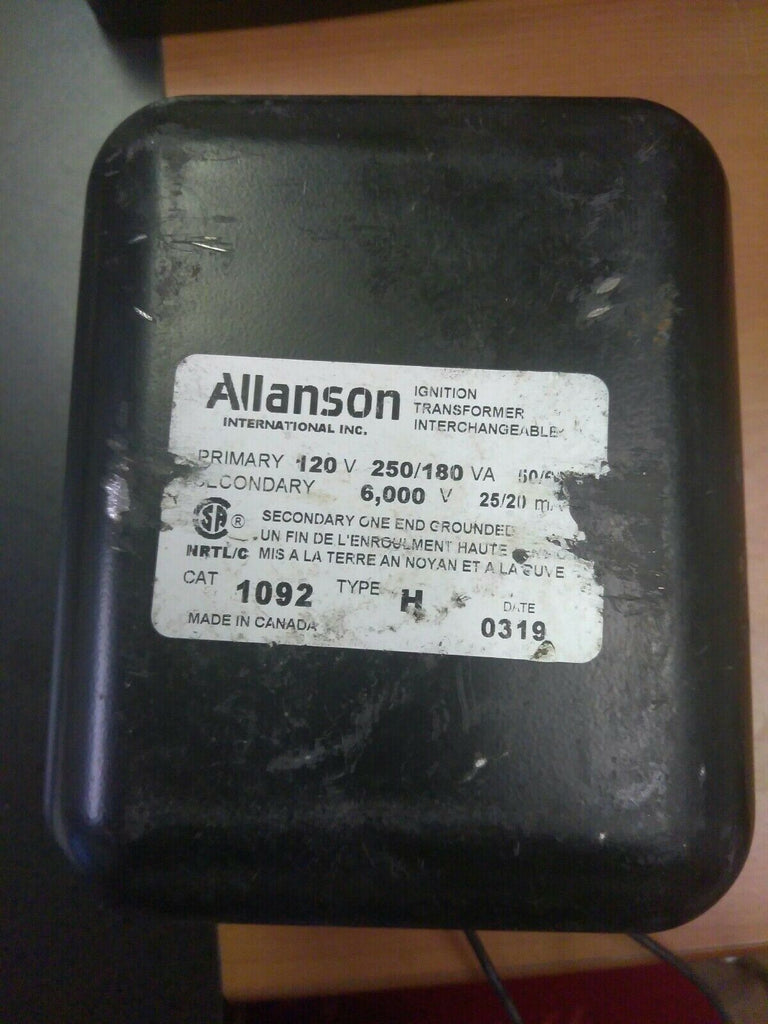 Allanson
INTERNATIONAL INC.
IGNITION
TRANSFORMER
INTERCHANGEABLE
PRIMARY 120 V 250/180 VA
SECONDARY 6,000 V 25/20
SECONDARY ONE END GROUNDED
UN FIN DE L'ENROULMENT HAUTE
MIS A LA TERRE AN NOYAN ET A LA CUVE
SA ®
NRTL/C
CAT 1092 TYPE H DATE 0319
MADE IN CANADA